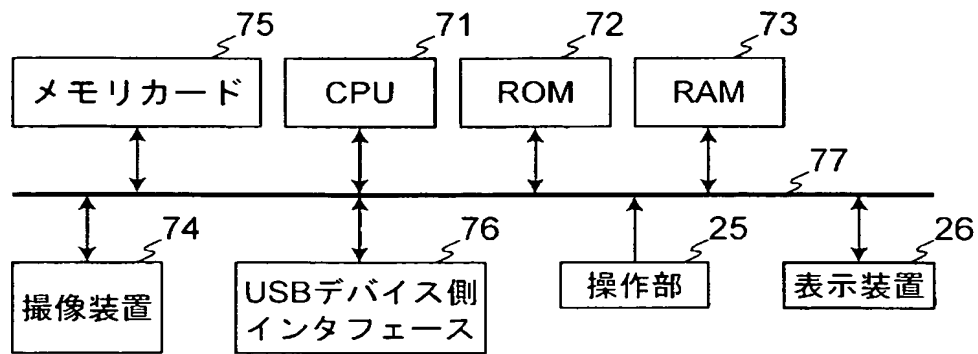 75
71
72
73
メモリカード
CPU
ROM
RAM
77
74
76
25
26
撮像装置
USBデバイス側
インタフェース
操作部
表示装置